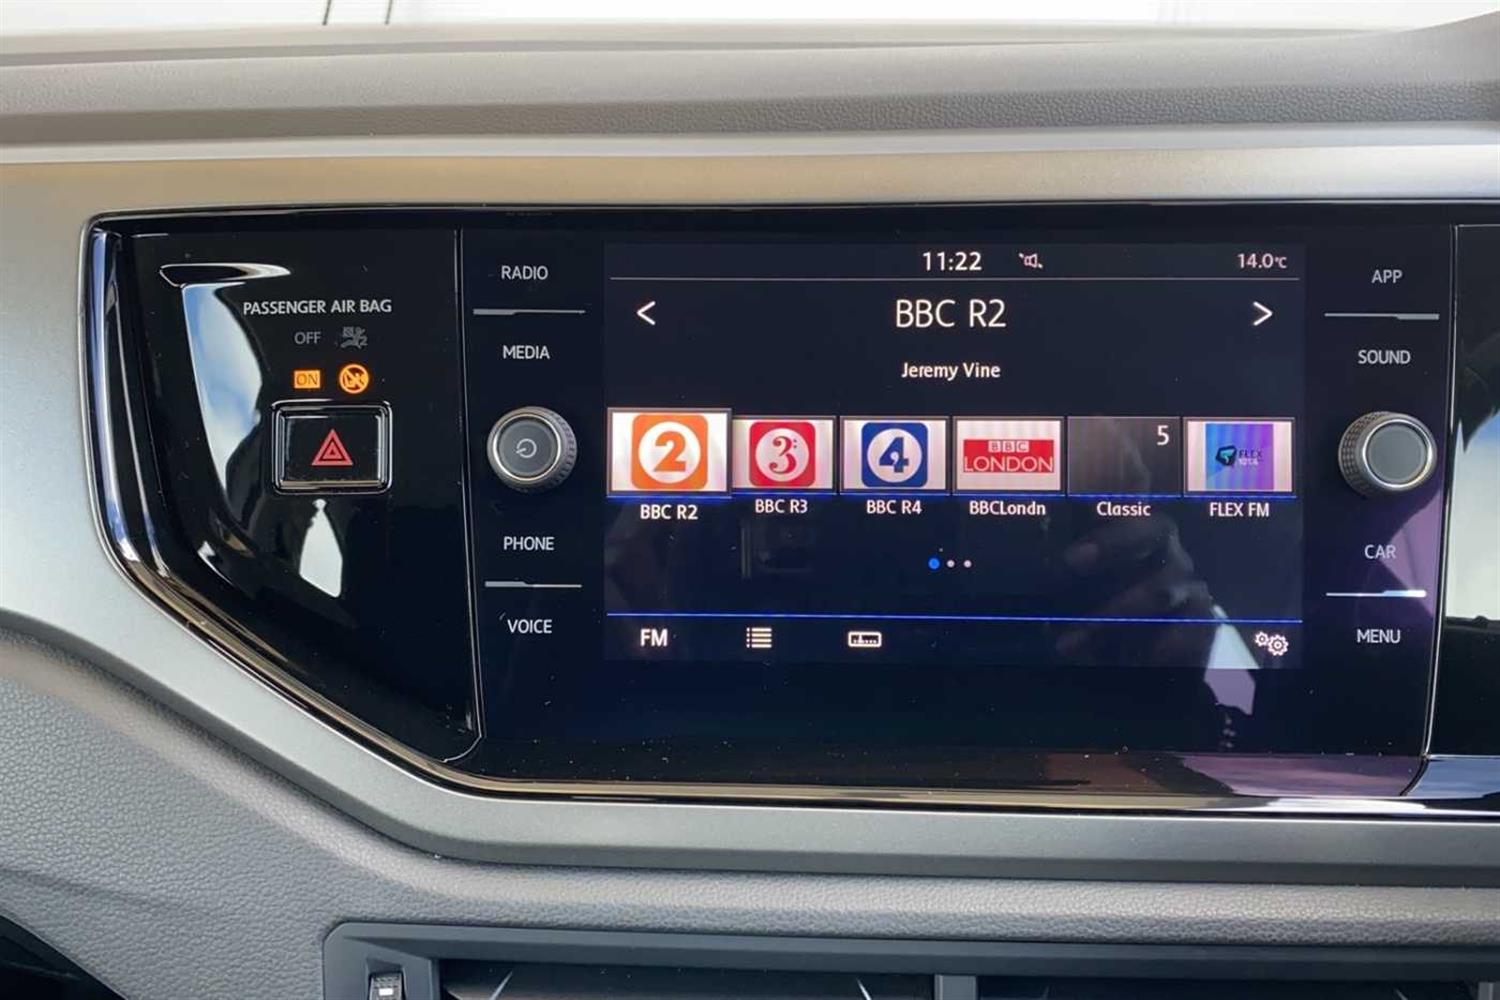 PASSENGER AIR BAG
OFF
ON
RADIO
MEDIA
PHONE
VOICE
11:22
14.0°C
<
BBC R2
>
Jeremy Vine
2
3
4
BBC
LONDON
5
FLEX
101.4
BBC R2
BBC R3
BBC R4
BBCLondn
Classic
FLEX FM
FM
APP
SOUND
CAR
MENU